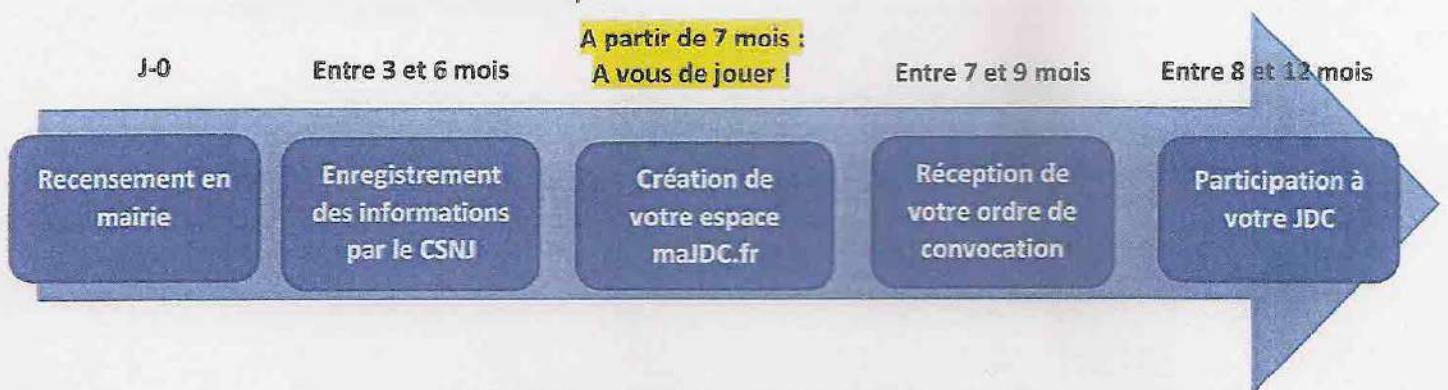 J-0
Entre 3 et 6 mois
A partir de 7 mois :
A vous de jouer !
Entre 7 et 9 mois
Entre 8 et 12 mois
Recensement en
mairie
Enregistrement
des informations
par le CSNJ
Création de
votre espace
maJDC.fr
Réception de
votre ordre de
convocation
Participation à
votre JDC